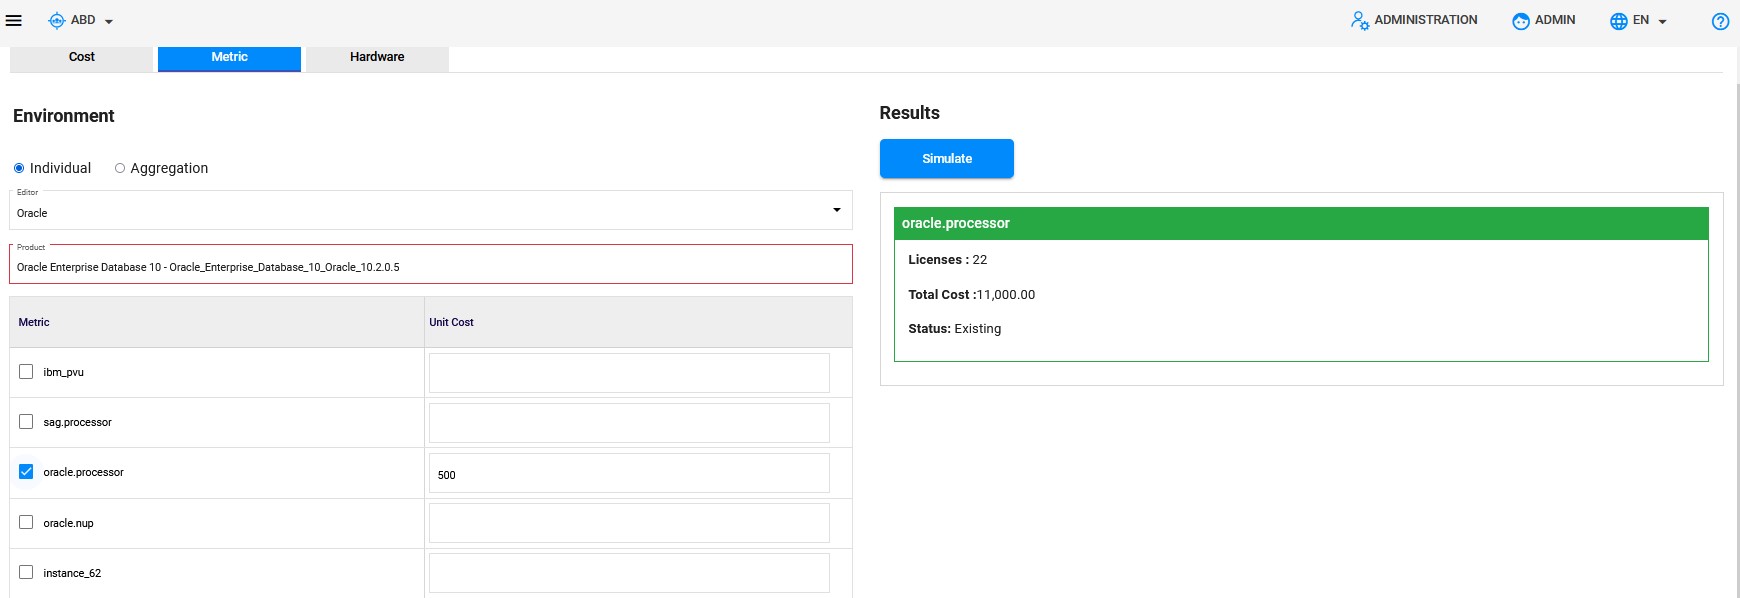 ABD
ADMINISTRATION
ADMIN
EN
Cost
Metric
Hardware
Environment
Individual
Aggregation
Editor
Oracle
Product
Oracle Enterprise Database 10 - Oracle_Enterprise_Database_10_Oracle_10.2.0.5
Metric
Unit Cost
ibm_pvu
sag.processor
oracle.processor
500
oracle.nup
instance_62
Results
Simulate
oracle.processor
Licenses : 22
Total Cost :11,000.00
Status: Existing